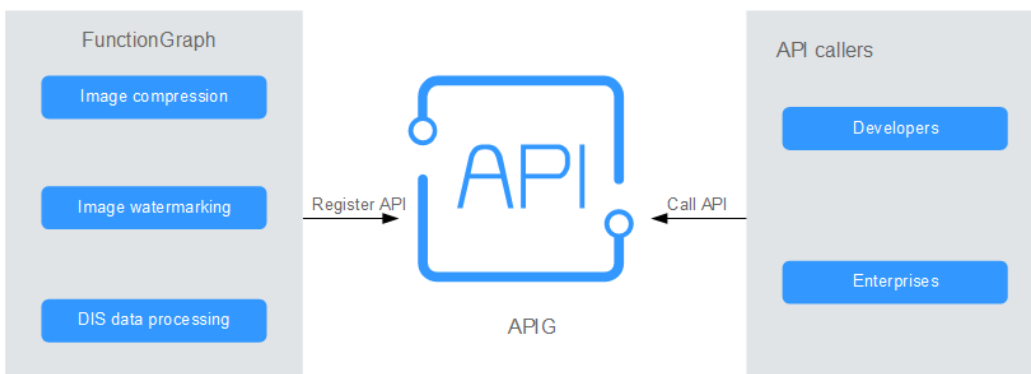 FunctionGraph
Image compression
Image watermarking
DIS data processing
Register API
API
APIG
Call API
API callers
Developers
Enterprises